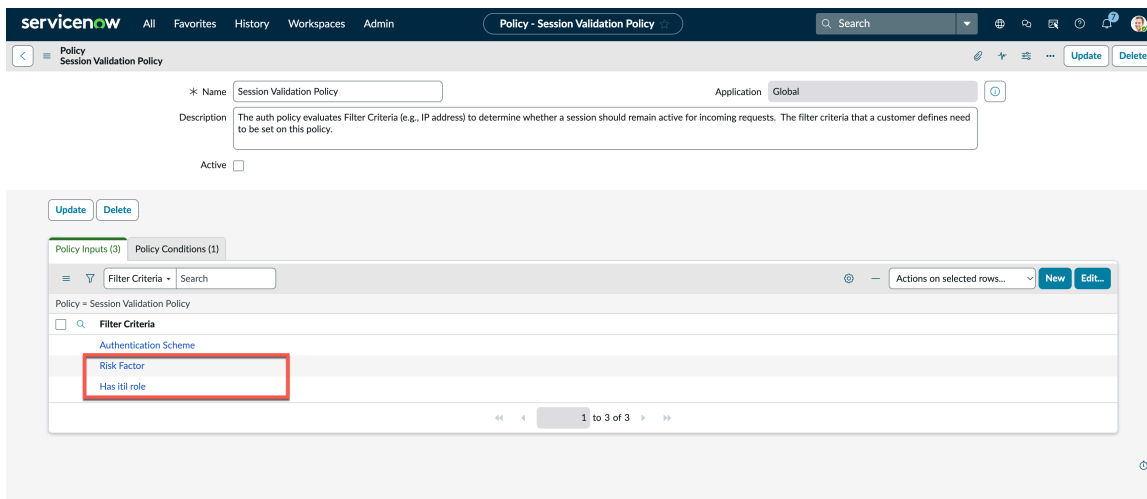 servicenow All Favorites History Workspaces Admin Policy - Session Validation Policy Search 7
Policy
Session Validation Policy Update Delete
Name Session Validation Policy Application Global
Description The auth policy evaluates Filter Criteria (e.g., IP address) to determine whether a session should remain active for incoming requests. The filter criteria that a customer defines need
to be set on this policy.
Active
Update Delete
Policy Inputs (3) Policy Conditions (1)
Filter Criteria Search Actions on selected rows... New Edit...
Policy = Session Validation Policy
Filter Criteria
Authentication Scheme
Risk Factor
Has itil role
1 to 3 of 3